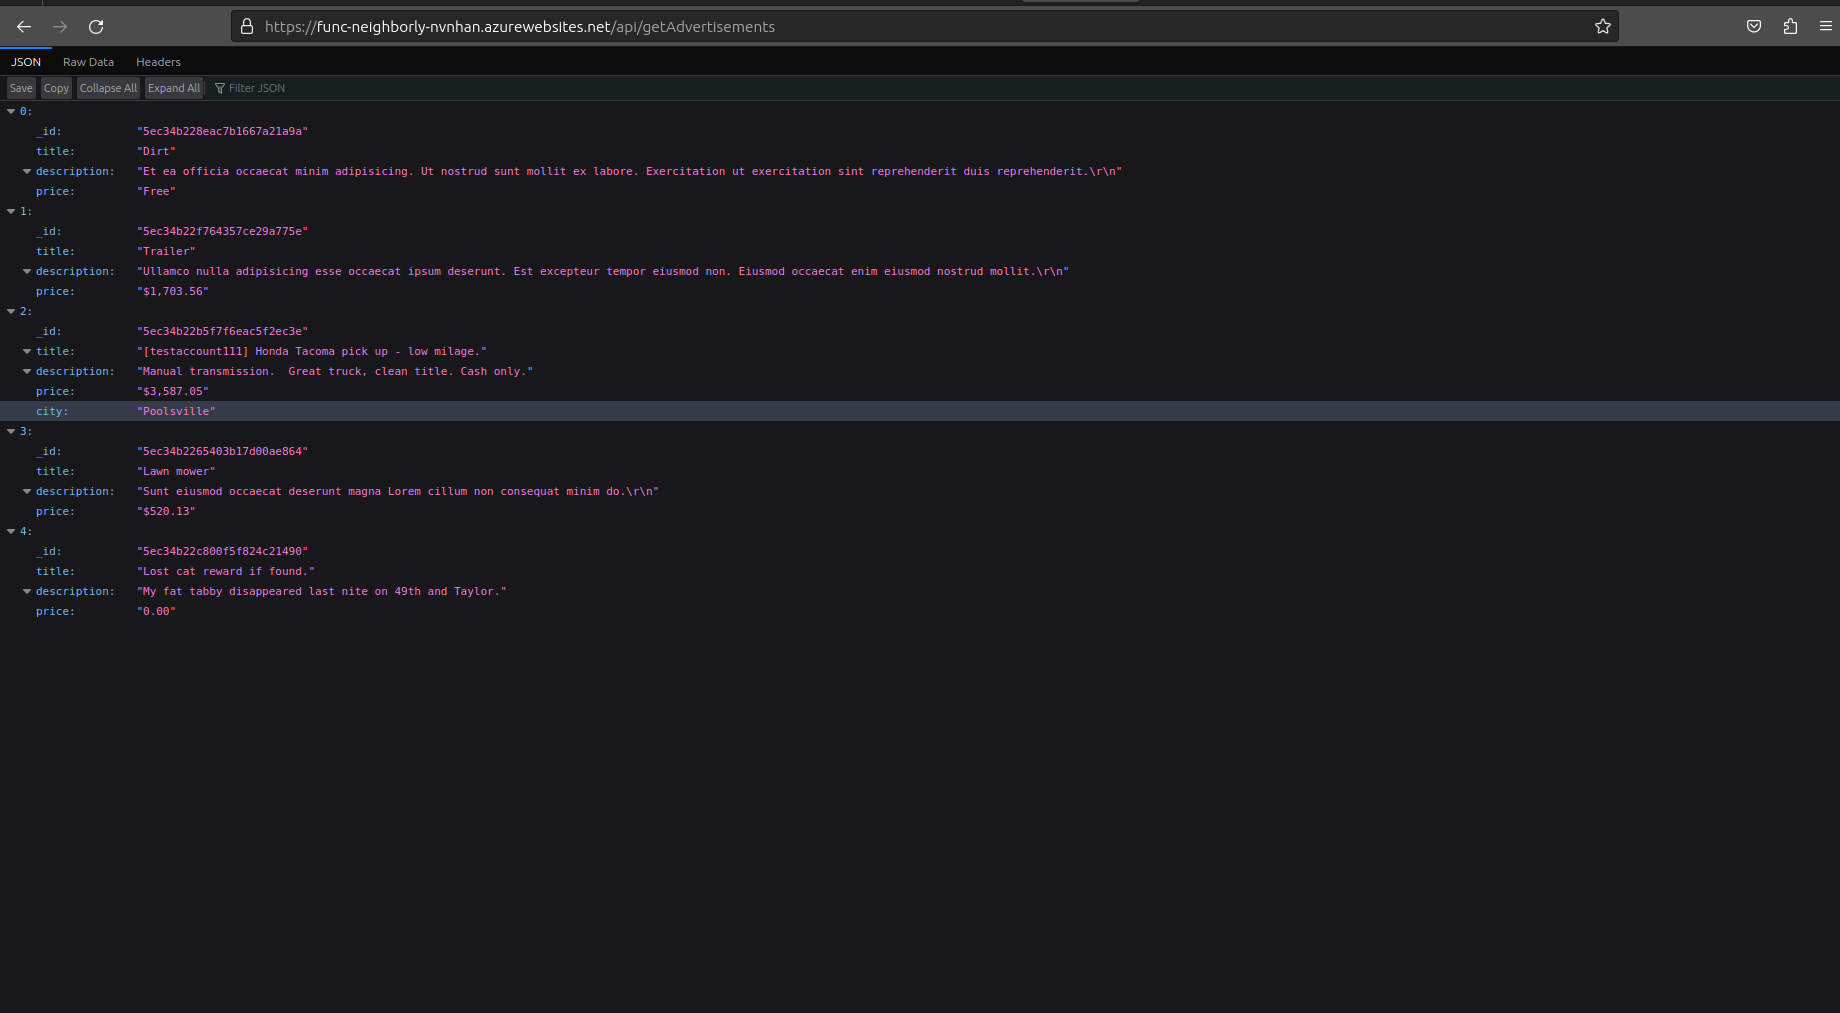 https://func-neighborly-nvnhan.azurewebsites.net/api/getAdvertisements
JSON Raw Data Headers
Save Copy Collapse All Expand All Filter JSON
0:
_id: "5ec34b228eac7b1667a21a9a"
title: "Dirt"
description: "Et ea officia occaecat minim adipisicing. Ut nostrud sunt mollit ex labore. Exercitation ut exercitation sint reprehenderit duis reprehenderit.\r\n"
price: "Free"
1:
_id: "5ec34b22f764357ce29a775e"
title: "Trailer"
description: "Ullamco nulla adipisicing esse occaecat ipsum deserunt. Est excepteur tempor eiusmod non. Eiusmod occaecat enim eiusmod nostrud mollit.\r\n"
price: "$1,703.56"
2:
_id: "5ec34b22b5f7f6eac5f2ec3e"
title: "[testaccount111] Honda Tacoma pick up - low milage."
description: "Manual transmission.  Great truck, clean title. Cash only."
price: "$3,587.05"
city: "Poolsville"
3:
_id: "5ec34b2265403b17d00ae864"
title: "Lawn mower"
description: "Sunt eiusmod occaecat deserunt magna Lorem cillum non consequat minim do.\r\n"
price: "$520.13"
4:
_id: "5ec34b22c800f5f824c21490"
title: "Lost cat reward if found."
description: "My fat tabby disappeared last nite on 49th and Taylor."
price: "0.00"